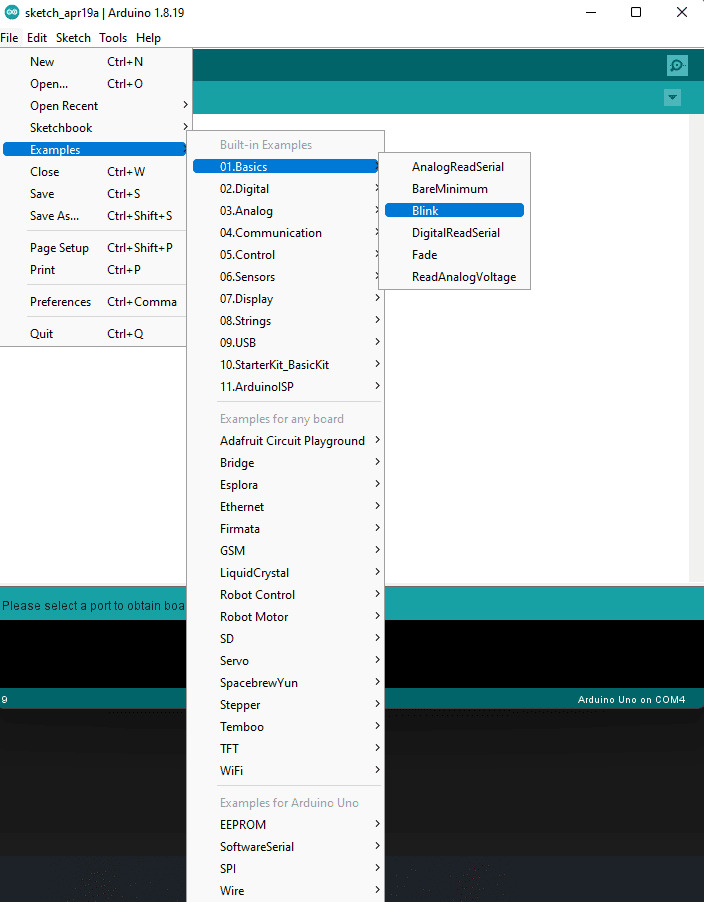 sketch_apr19a | Arduino 1.8.19
File Edit Sketch Tools Help
New Ctrl+N
Open... Ctrl+O
Open Recent
Sketchbook
Examples
Close Ctrl+W
Save Ctrl+S
Save As... Ctrl+Shift+S
Page Setup Ctrl+Shift+P
Print Ctrl+P
Preferences Ctrl+Comma
Quit Ctrl+Q
Built-in Examples
01.Basics
02.Digital
03.Analog
04.Communication
05.Control
06.Sensors
07.Display
08.Strings
09.USB
10.StarterKit_BasicKit
11.ArduinoISP
Examples for any board
Adafruit Circuit Playground
Bridge
Esplora
Ethernet
Firmata
GSM
LiquidCrystal
Robot Control
Robot Motor
SD
Servo
SpacebrewYun
Stepper
Temboo
TFT
WiFi
Examples for Arduino Uno
EEPROM
SoftwareSerial
SPI
Wire
AnalogReadSerial
BareMinimum
Blink
DigitalReadSerial
Fade
ReadAnalogVoltage
Please select a port to obtain boa
9
Arduino Uno on COM4